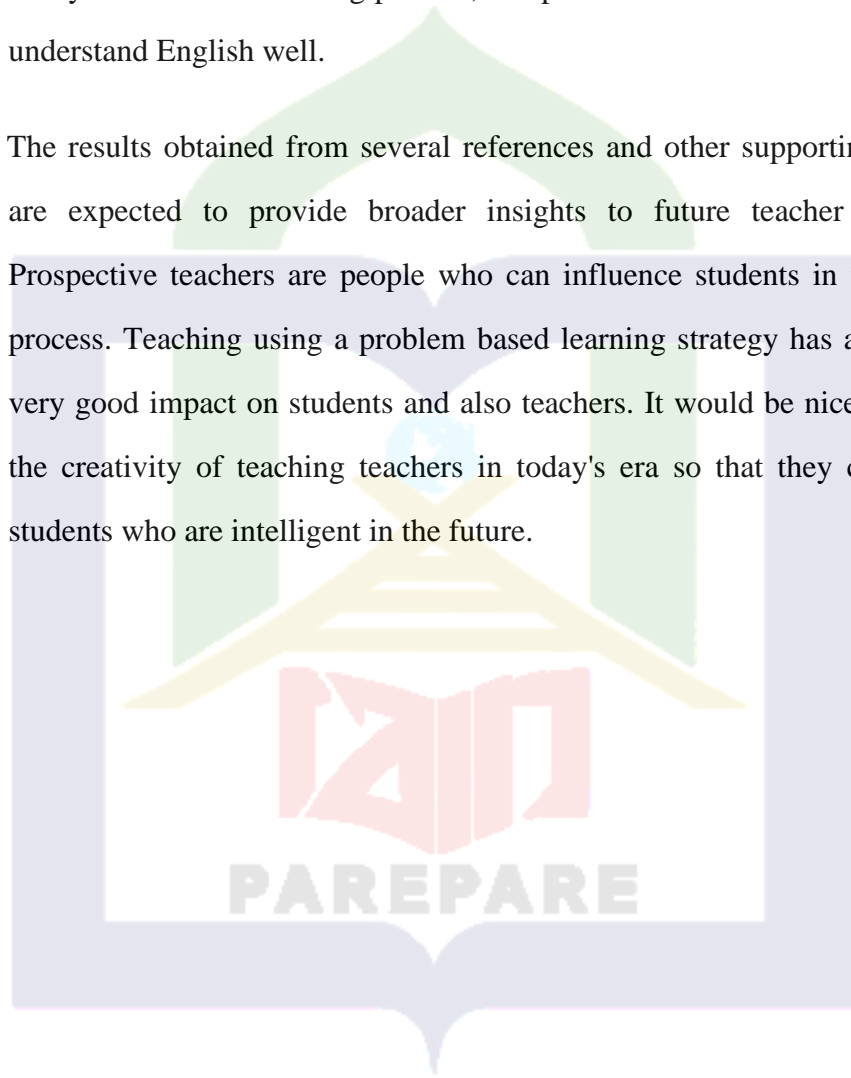 understand English well.
The results obtained from several references and other
are expected to provide broader insights to future teacher
Prospective teachers are people who can influence students in
process. Teaching using a problem based learning strategy has
very good impact on students and also teachers. It would be nice
the creativity of teaching teachers in today's era so that they
students who are intelligent in the future.
PAREPARE